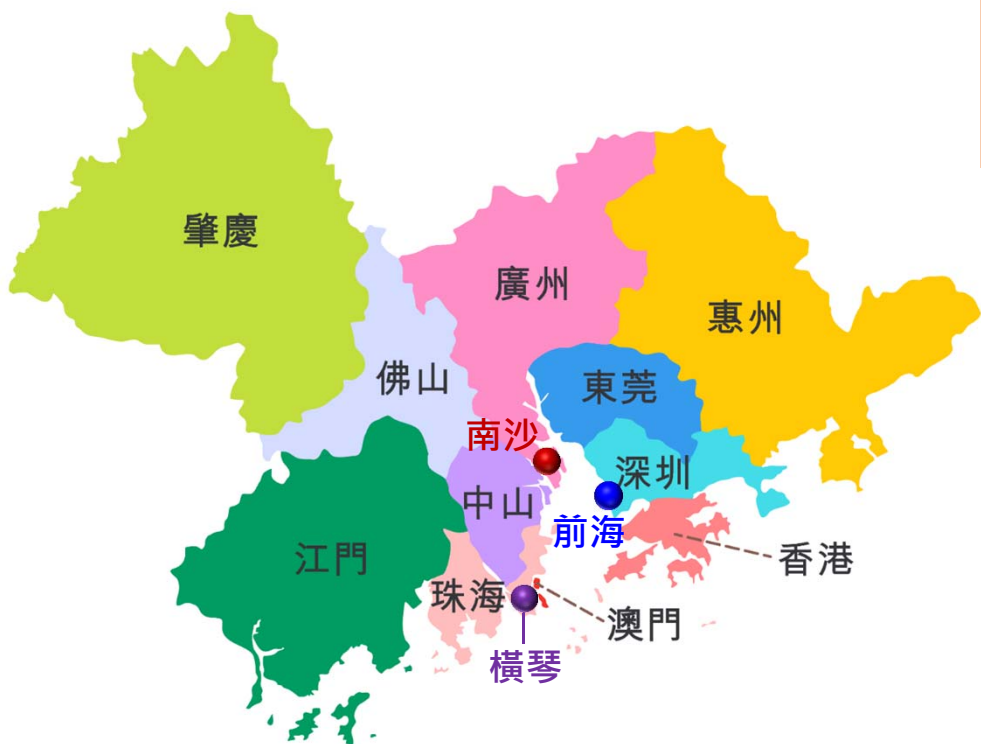 肇慶
廣州
惠州
佛山
東莞
南沙
深圳
中山
前海
江門
香港
珠海
澳門
橫琴